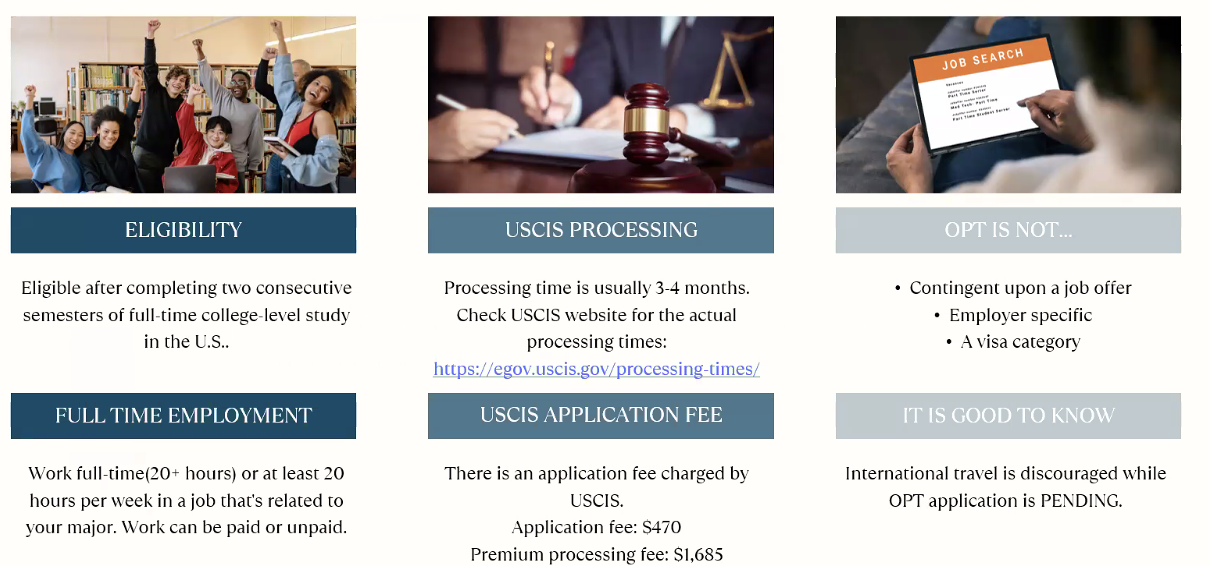 JOB SEARCH
Part Time Server
Part Time Student Server
ELIGIBILITY
Eligible after completing two consecutive
semesters of full-time college-level study
in the U.S..
FULL TIME EMPLOYMENT
Work full-time(20+ hours) or at least 20
hours per week in a job that's related to
your major. Work can be paid or unpaid.
USCIS PROCESSING
Processing time is usually 3-4 months.
Check USCIS website for the actual
processing times:
https://egov.uscis.gov/processing-times/
USCIS APPLICATION FEE
There is an application fee charged by
USCIS.
Application fee: $470
Premium processing fee: $1,685
OPT IS NOT...
• Contingent upon a job offer
• Employer specific
• A visa category
IT IS GOOD TO KNOW
International travel is discouraged while
OPT application is PENDING.